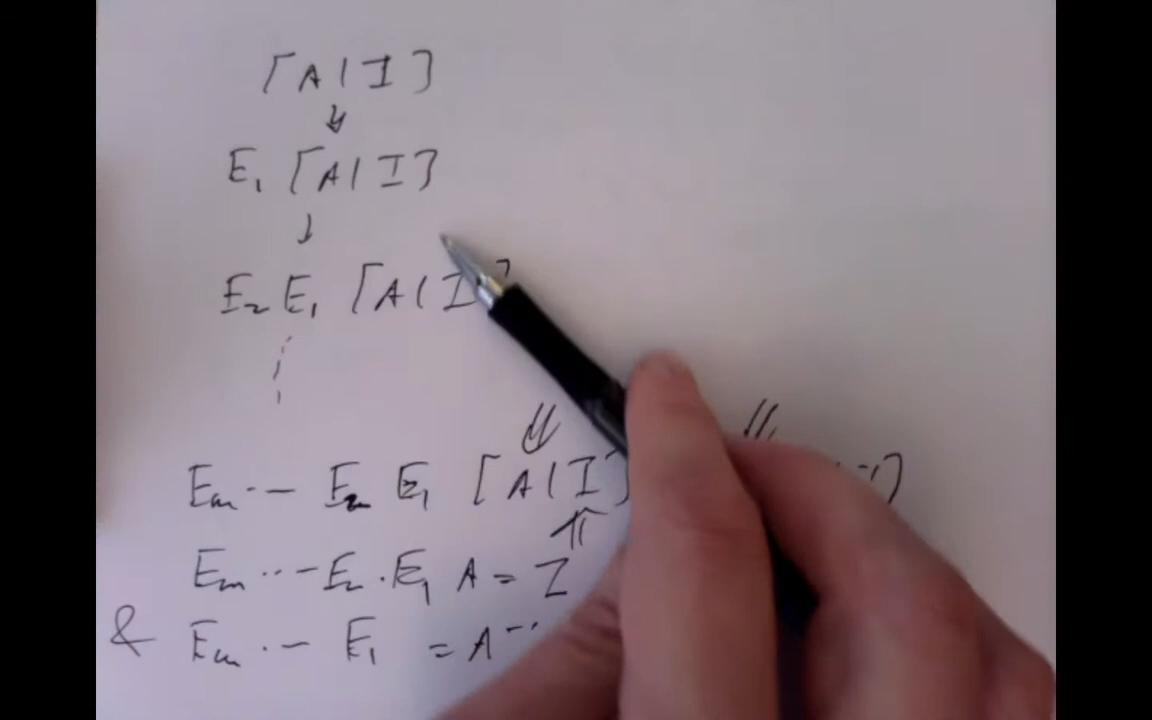 [A|I]
E₁ [A|I]
E₂ E₁ [A|I]
Eₘ ·-- E₂ E₁ [A|I]
Eₘ ··-- E₂ · E₁ A = I
& Eₘ ·-- E₁ = A⁻¹